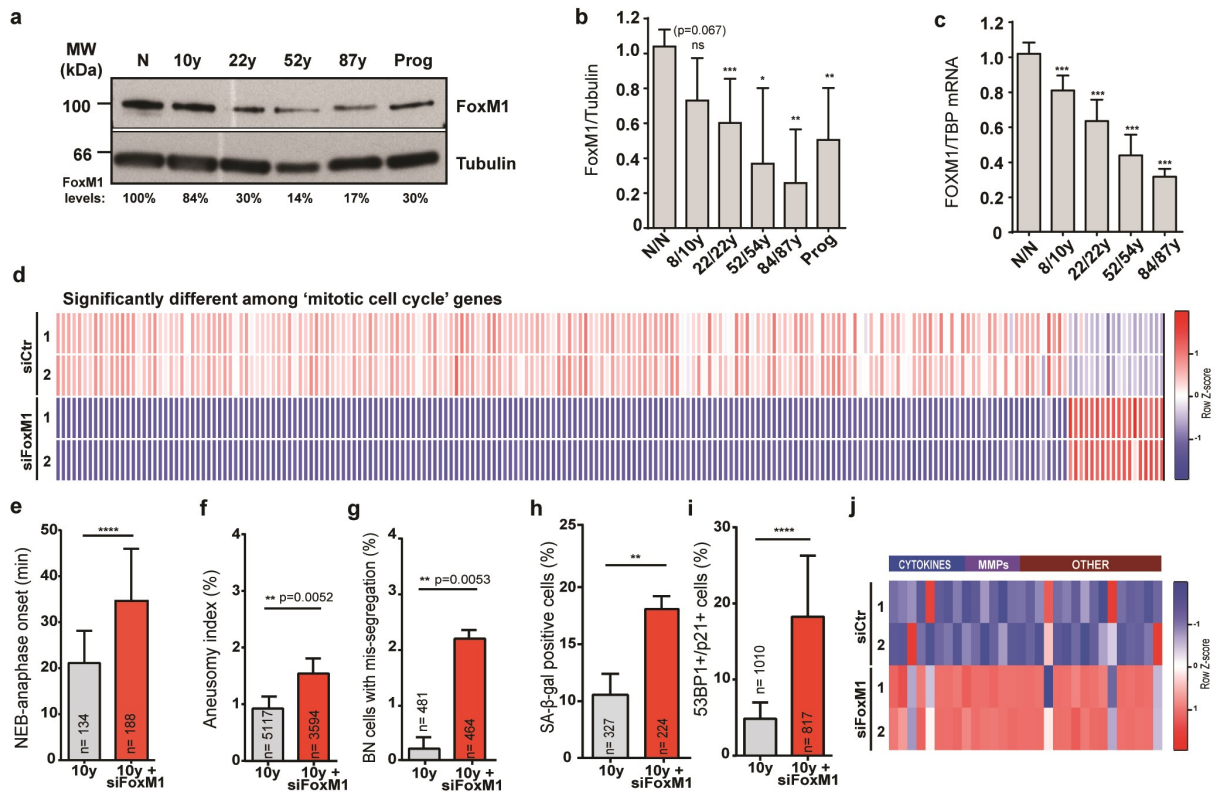 a
MW
(kDa)
N 10y 22y 52y 87y Prog
100
FoxM1
66
Tubulin
FoxM1
levels: 100% 84% 30% 14% 17% 30%
b
FoxM1/Tubulin
1.2
1.0
0.8
0.6
0.4
1.2
0
(p=0.067)
ns
***
*
**
**
N/N
8/10y
22/22y
52/54y
84/87y
Prog
c
FOXM1/TBP mRNA
1.2
1.0
0.8
0.6
0.4
0.2
0
***
***
***
***
N/N
8/10y
22/22y
52/54y
84/87y
d
Significantly different among ‘mitotic cell cycle’ genes
siCtr
1
2
siFoxM1
1
2
1
0
-1
Row Z-score
e
NEB-anaphase onset (min)
50
40
30
20
10
0
****
n= 134
n= 188
10y
10y +
siFoxM1
f
Aneusomy index (%)
4
3
2
1
0
** p=0.0052
n= 5117
n= 3594
10y
10y +
siFoxM1
g
BN cells with mis-segregation (%)
4
3
2
1
0
** p=0.0053
n= 481
n= 464
10y
10y +
siFoxM1
h
SA-β-gal positive cells (%)
25
20
15
10
5
0
**
n= 327
n= 224
10y
10y +
siFoxM1
i
53BP1+/p21+ cells (%)
30
20
10
0
****
n= 1010
n= 817
10y
10y +
siFoxM1
j
CYTOKINES MMPs OTHER
siCtr
1
2
siFoxM1
1
2
-1
0
1
Row Z-score